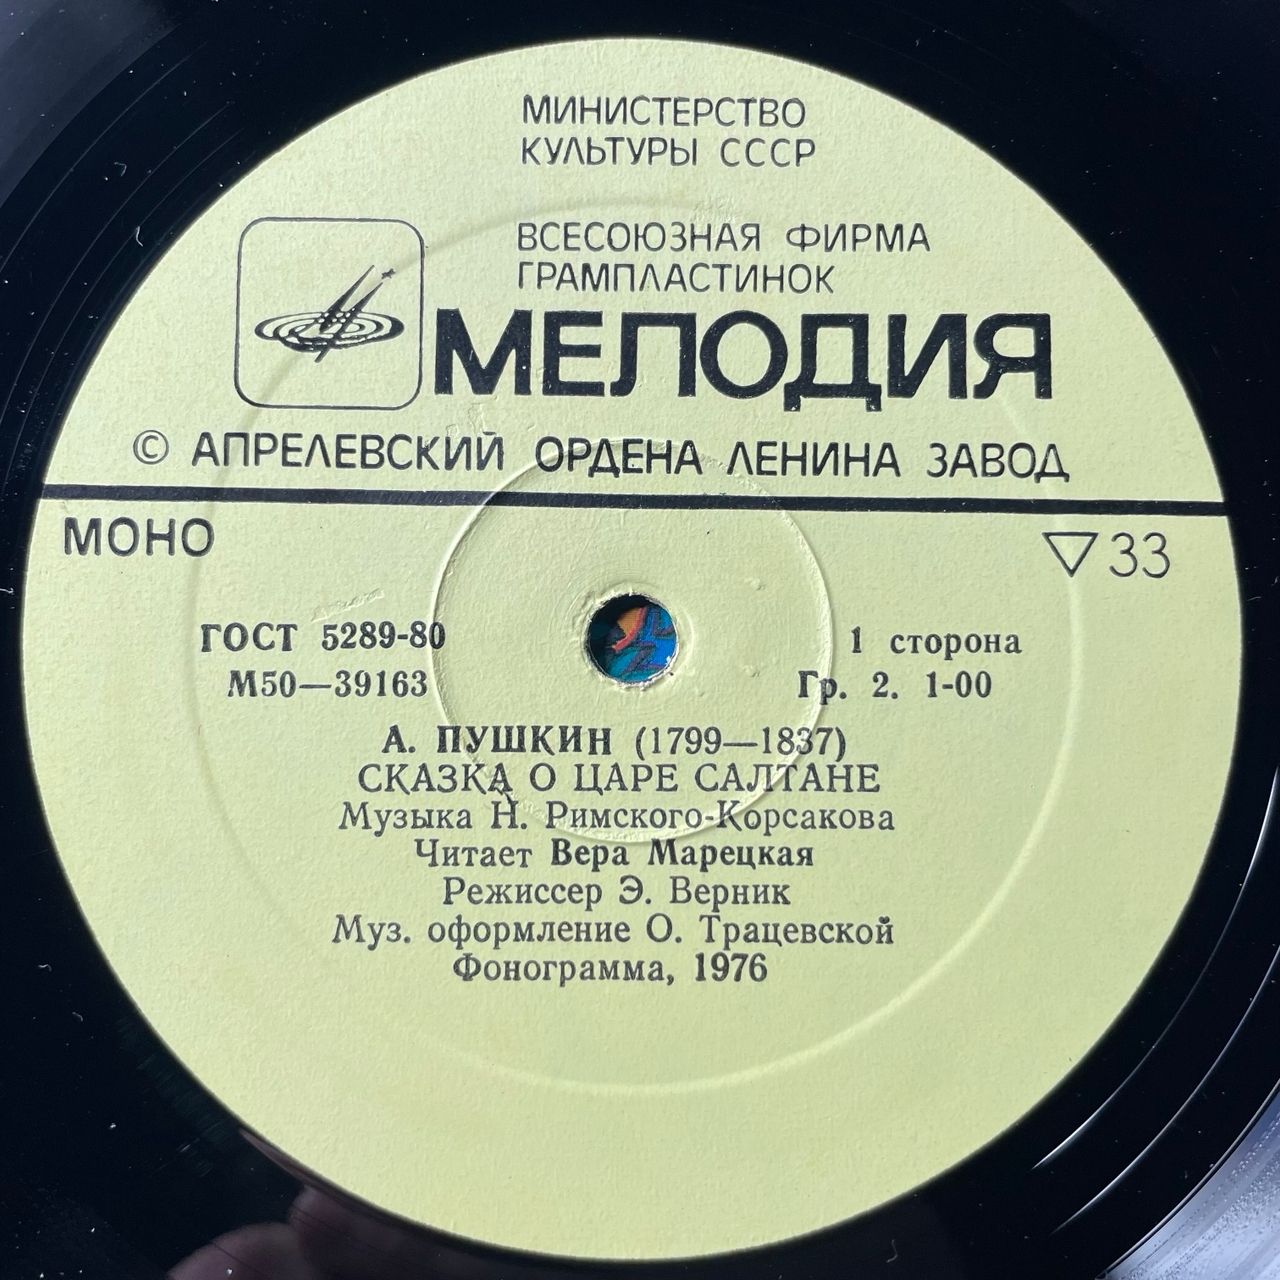 МИНИСТЕРСТВО
КУЛЬТУРЫ СССР
ВСЕСОЮЗНАЯ ФИРМА
ГРАМПЛАСТИНОК
МЕЛОДИЯ
© АПРЕЛЕВСКИЙ ОРДЕНА ЛЕНИНА ЗАВОД
МОНО ▽33
ГОСТ 5289-80 1 сторона
М50—39163 Гр. 2. 1-00
А. ПУШКИН (1799—1837)
СКАЗКА О ЦАРЕ САЛТАНЕ
Музыка Н. Римского-Корсакова
Читает Вера Марецкая
Режиссер Э. Верник
Муз. оформление О. Трацевской
Фонограмма, 1976